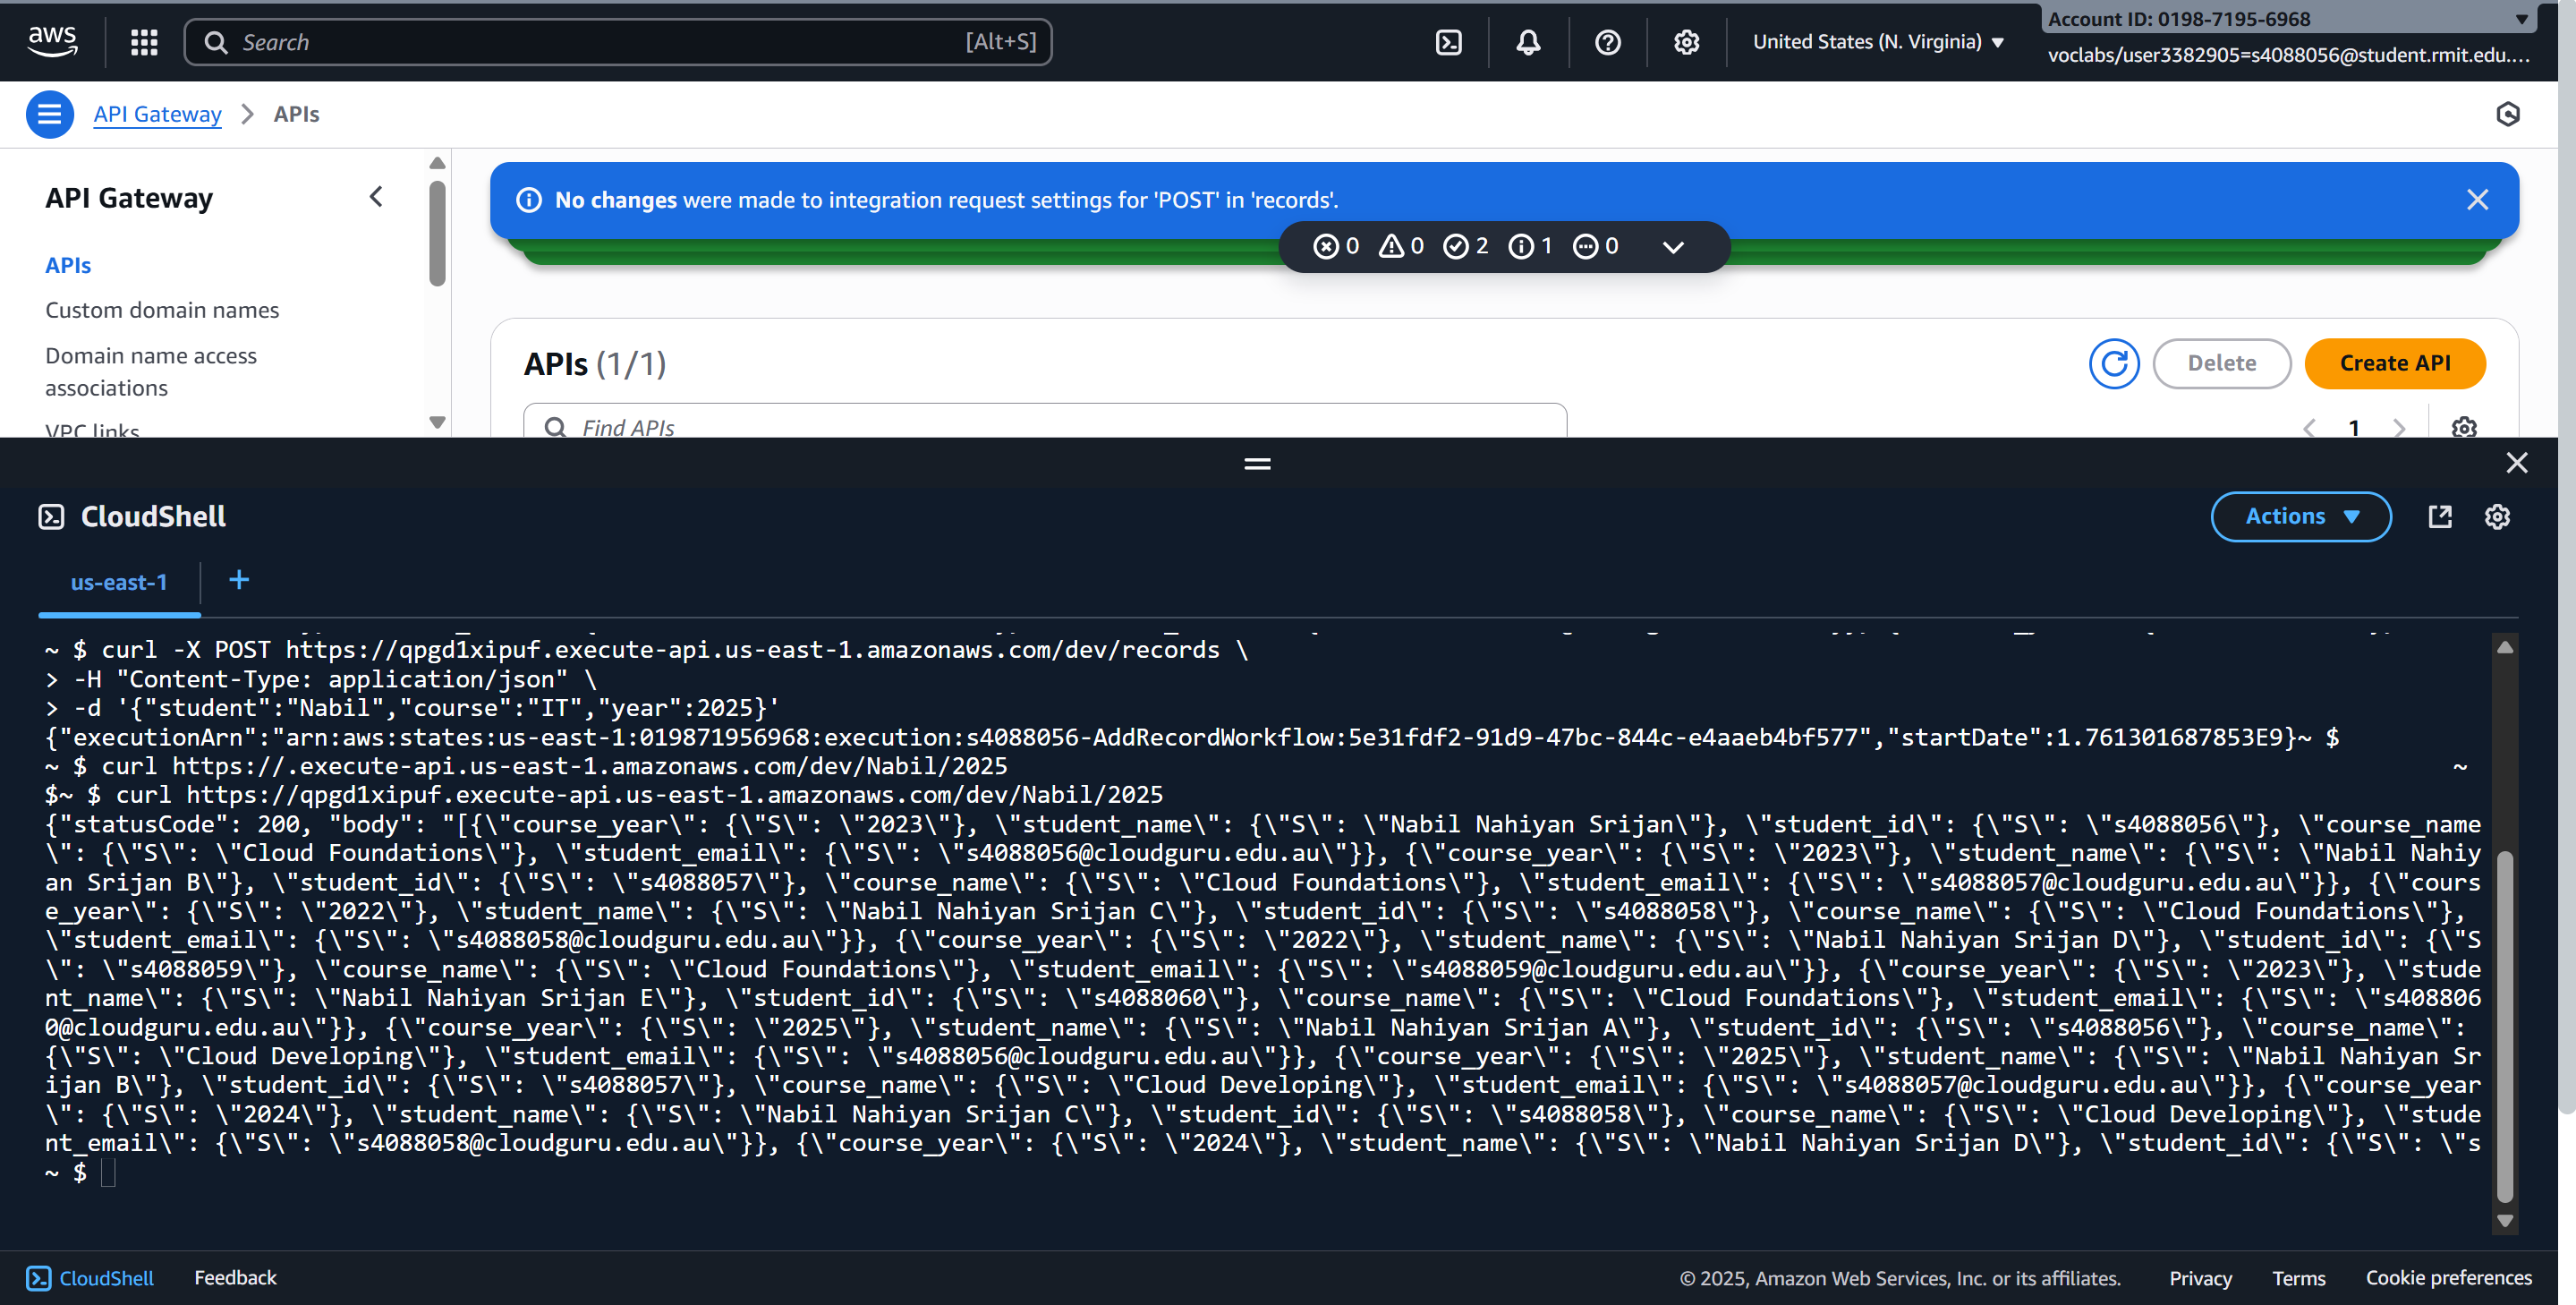 aws
Search
[Alt+S]
United States (N. Virginia)
Account ID: 0198-7195-6968
voclabs/user3382905=s4088056@student.rmit.edu....
API Gateway
APIs
API Gateway
APIs
Custom domain names
Domain name access
associations
VPC links
No changes were made to integration request settings for 'POST' in 'records'.
0 0 2 1 0
APIs (1/1)
Delete
Create API
Find APIs
1
CloudShell
Actions
us-east-1
+
~ $ curl -X POST https://qpgd1xipuf.execute-api.us-east-1.amazonaws.com/dev/records \
> -H "Content-Type: application/json" \
> -d '{"student":"Nabil","course":"IT","year":2025}'
{"executionArn":"arn:aws:states:us-east-1:019871956968:execution:s4088056-AddRecordWorkflow:5e31fdf2-91d9-47bc-844c-e4aaeb4bf577","startDate":1.761301687853E9}~ $
~ $ curl https://.execute-api.us-east-1.amazonaws.com/dev/Nabil/2025 ~
$~ $ curl https://qpgd1xipuf.execute-api.us-east-1.amazonaws.com/dev/Nabil/2025
{"statusCode": 200, "body": "[{\"course_year\": {\"S\": \"2023\"}, \"student_name\": {\"S\": \"Nabil Nahiyan Srijan\"}, \"student_id\": {\"S\": \"s4088056\"}, \"course_name
\": {\"S\": \"Cloud Foundations\"}, \"student_email\": {\"S\": \"s4088056@cloudguru.edu.au\"}}, {\"course_year\": {\"S\": \"2023\"}, \"student_name\": {\"S\": \"Nabil Nahiy
an Srijan B\"}, \"student_id\": {\"S\": \"s4088057\"}, \"course_name\": {\"S\": \"Cloud Foundations\"}, \"student_email\": {\"S\": \"s4088057@cloudguru.edu.au\"}}, {\"cours
e_year\": {\"S\": \"2022\"}, \"student_name\": {\"S\": \"Nabil Nahiyan Srijan C\"}, \"student_id\": {\"S\": \"s4088058\"}, \"course_name\": {\"S\": \"Cloud Foundations\"},
\"student_email\": {\"S\": \"s4088058@cloudguru.edu.au\"}}, {\"course_year\": {\"S\": \"2022\"}, \"student_name\": {\"S\": \"Nabil Nahiyan Srijan D\"}, \"student_id\": {\"S
\": \"s4088059\"}, \"course_name\": {\"S\": \"Cloud Foundations\"}, \"student_email\": {\"S\": \"s4088059@cloudguru.edu.au\"}}, {\"course_year\": {\"S\": \"2023\"}, \"stude
nt_name\": {\"S\": \"Nabil Nahiyan Srijan E\"}, \"student_id\": {\"S\": \"s4088060\"}, \"course_name\": {\"S\": \"Cloud Foundations\"}, \"student_email\": {\"S\": \"s408806
0@cloudguru.edu.au\"}}, {\"course_year\": {\"S\": \"2025\"}, \"student_name\": {\"S\": \"Nabil Nahiyan Srijan A\"}, \"student_id\": {\"S\": \"s4088056\"}, \"course_name\":
{\"S\": \"Cloud Developing\"}, \"student_email\": {\"S\": \"s4088056@cloudguru.edu.au\"}}, {\"course_year\": {\"S\": \"2025\"}, \"student_name\": {\"S\": \"Nabil Nahiyan Sr
ijan B\"}, \"student_id\": {\"S\": \"s4088057\"}, \"course_name\": {\"S\": \"Cloud Developing\"}, \"student_email\": {\"S\": \"s4088057@cloudguru.edu.au\"}}, {\"course_year
\": {\"S\": \"2024\"}, \"student_name\": {\"S\": \"Nabil Nahiyan Srijan C\"}, \"student_id\": {\"S\": \"s4088058\"}, \"course_name\": {\"S\": \"Cloud Developing\"}, \"stude
nt_email\": {\"S\": \"s4088058@cloudguru.edu.au\"}}, {\"course_year\": {\"S\": \"2024\"}, \"student_name\": {\"S\": \"Nabil Nahiyan Srijan D\"}, \"student_id\": {\"S\": \"s
~ $
CloudShell
Feedback
© 2025, Amazon Web Services, Inc. or its affiliates.
Privacy
Terms
Cookie preferences